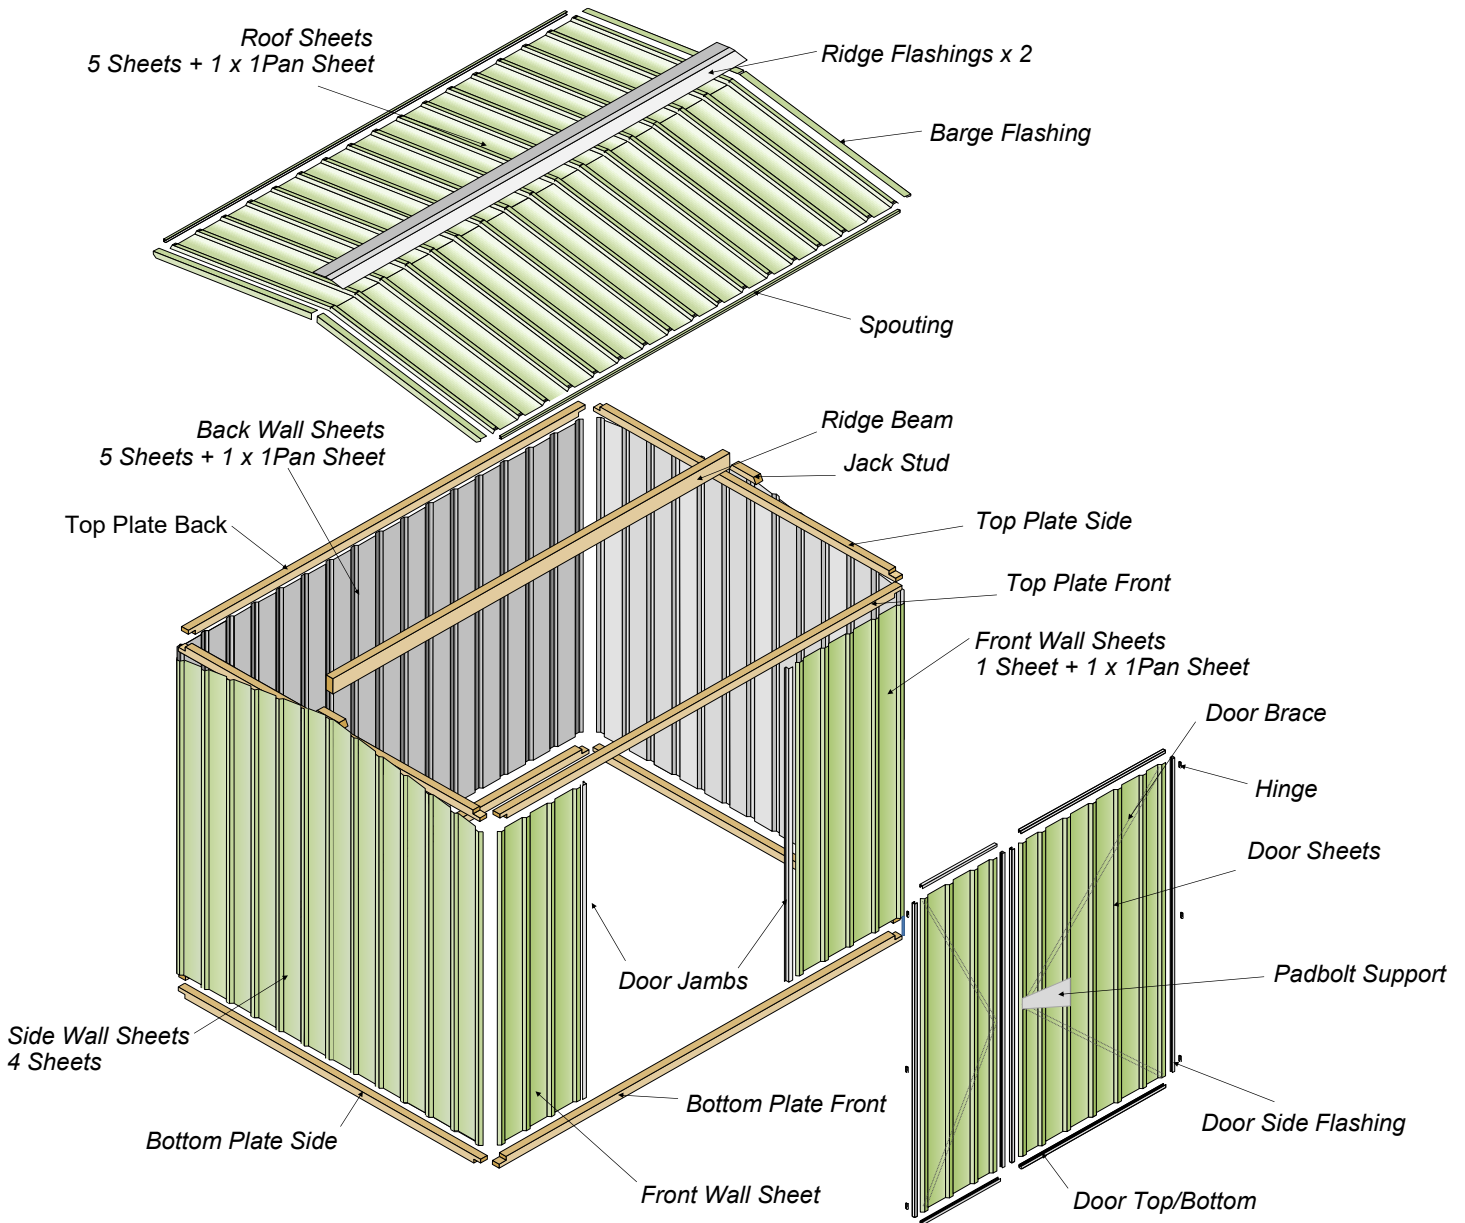 Roof Sheets
5 Sheets + 1 x 1Pan Sheet
Ridge Flashings x 2
Barge Flashing
Spouting
Back Wall Sheets
5 Sheets + 1 x 1Pan Sheet
Ridge Beam
Jack Stud
Top Plate Back
Top Plate Side
Top Plate Front
Front Wall Sheets
1 Sheet + 1 x 1Pan Sheet
Door Brace
Hinge
Door Sheets
Padbolt Support
Door Jambs
Side Wall Sheets
4 Sheets
Bottom Plate Front
Bottom Plate Side
Door Side Flashing
Front Wall Sheet
Door Top/Bottom